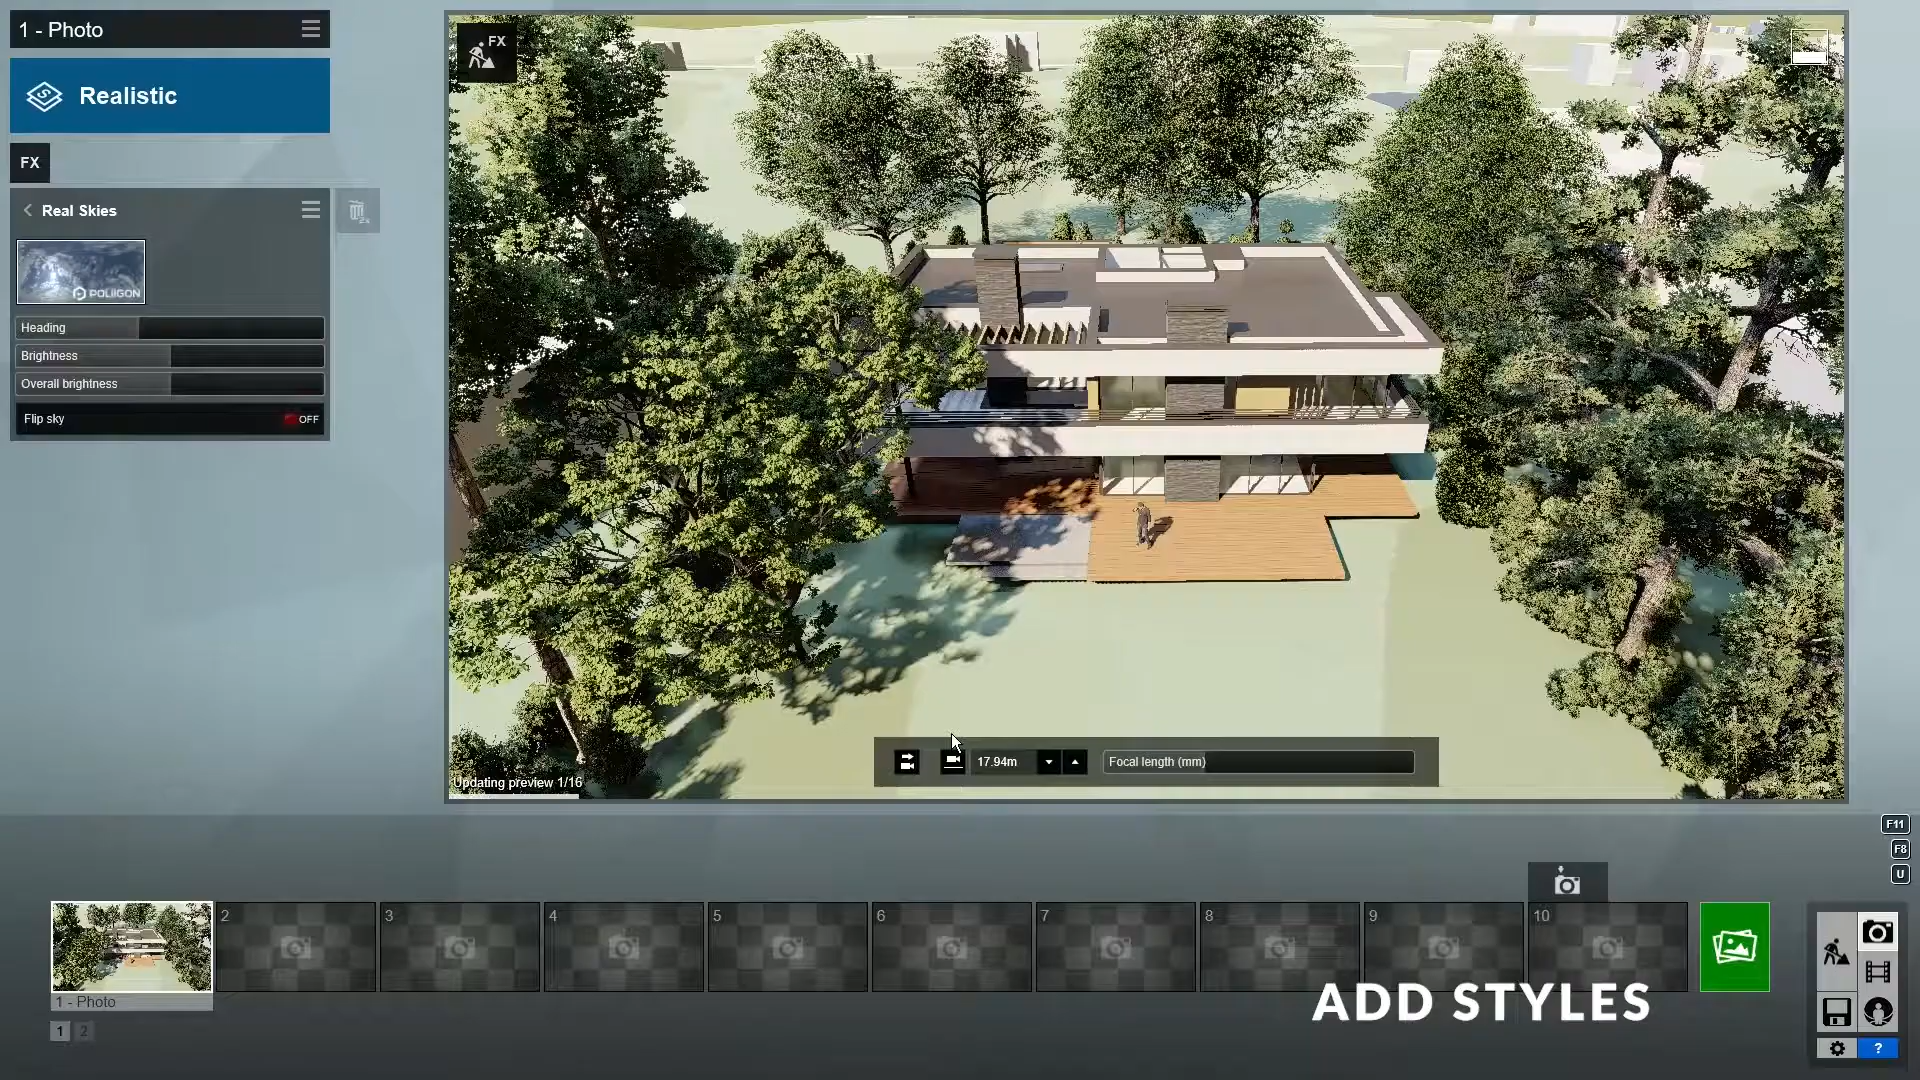 1 - Photo
Realistic
FX
Real Skies
POLIIGON
Heading
Brightness
Overall brightness
Flip sky
OFF
FX
17.94m
Focal length (mm)
Updating preview 1/16
F11
F8
U
2
3
4
5
6
7
8
9
10
1 - Photo
1
2
ADD STYLES
?